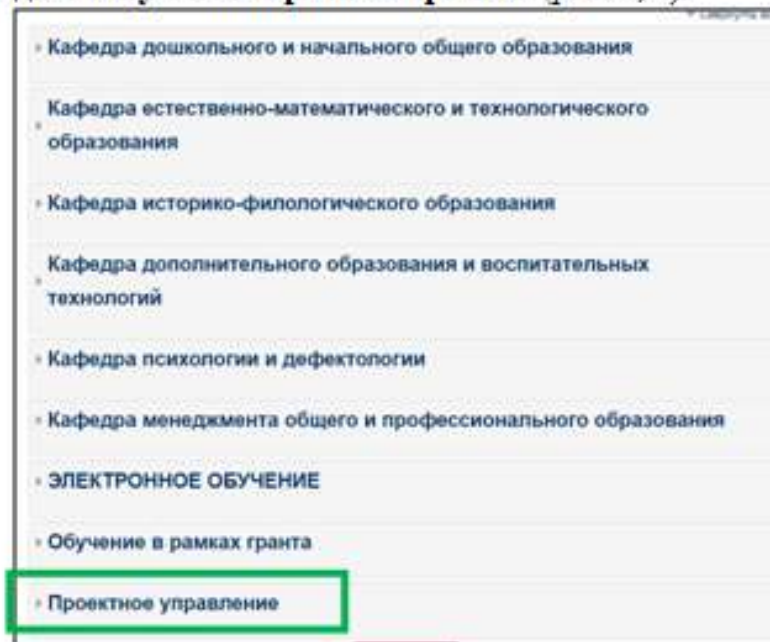 Кафедра дошкольного и начального общего образования
Кафедра естественно-математического и технологического
образования
Кафедра историко-филологического образования
Кафедра дополнительного образования и воспитательных
технологий
Кафедра психологии и дефектологии
Кафедра менеджмента общего и профессионального образования
ЭЛЕКТРОННОЕ ОБУЧЕНИЕ
Обучение в рамках гранта
Проектное управление